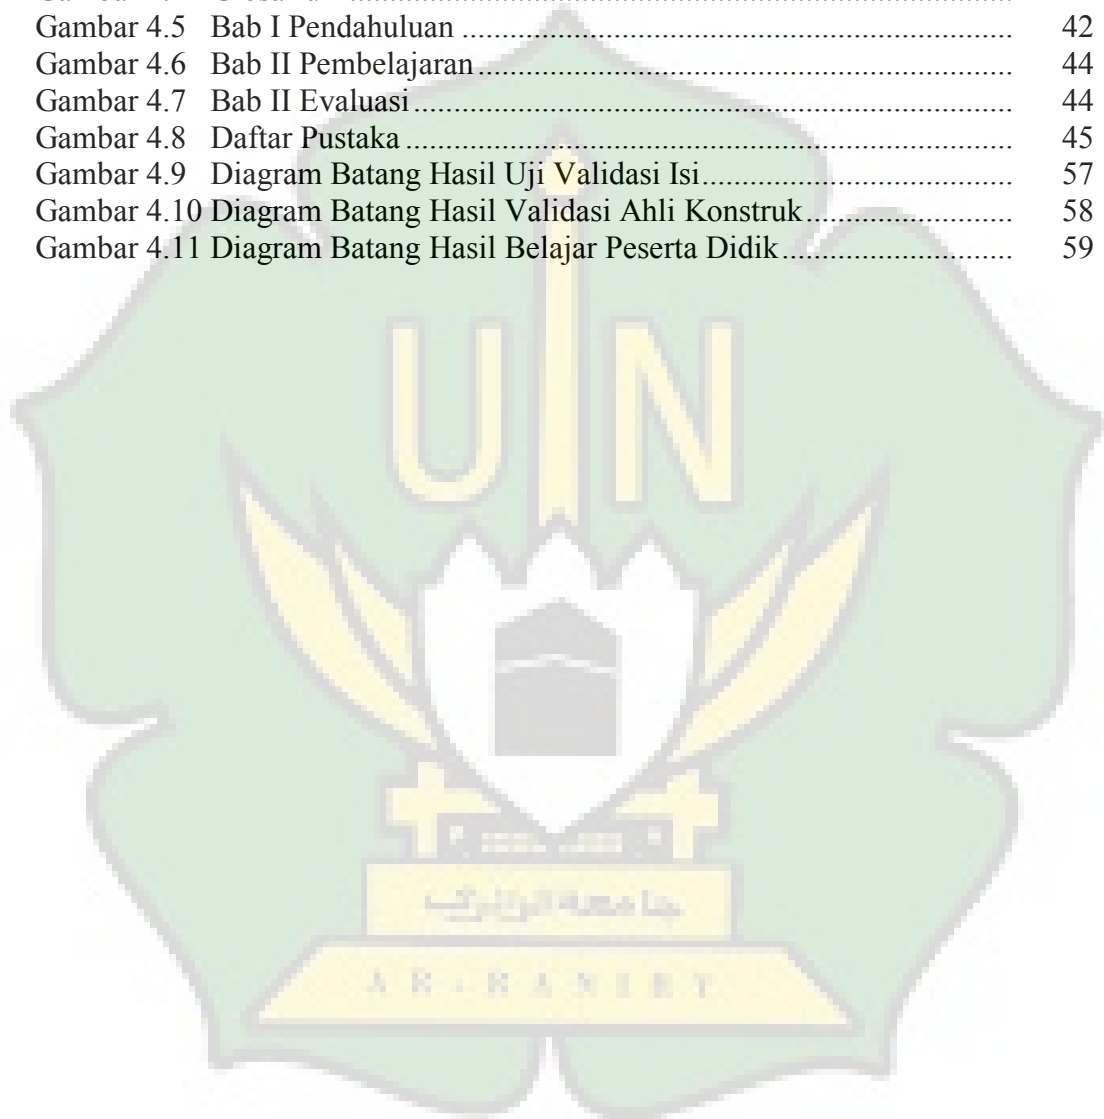 Gambar 4.5 Bab I Pendahuluan ........................................................................ 42
Gambar 4.6 Bab II Pembelajaran ..................................................................... 44
Gambar 4.7 Bab II Evaluasi ............................................................................. 44
Gambar 4.8 Daftar Pustaka .............................................................................. 45
Gambar 4.9 Diagram Batang Hasil Uji Validasi Isi ........................................ 57
Gambar 4.10 Diagram Batang Hasil Validasi Ahli Konstruk ........................... 58
Gambar 4.11 Diagram Batang Hasil Belajar Peserta Didik .............................. 59
UIN
AR-RANIRY